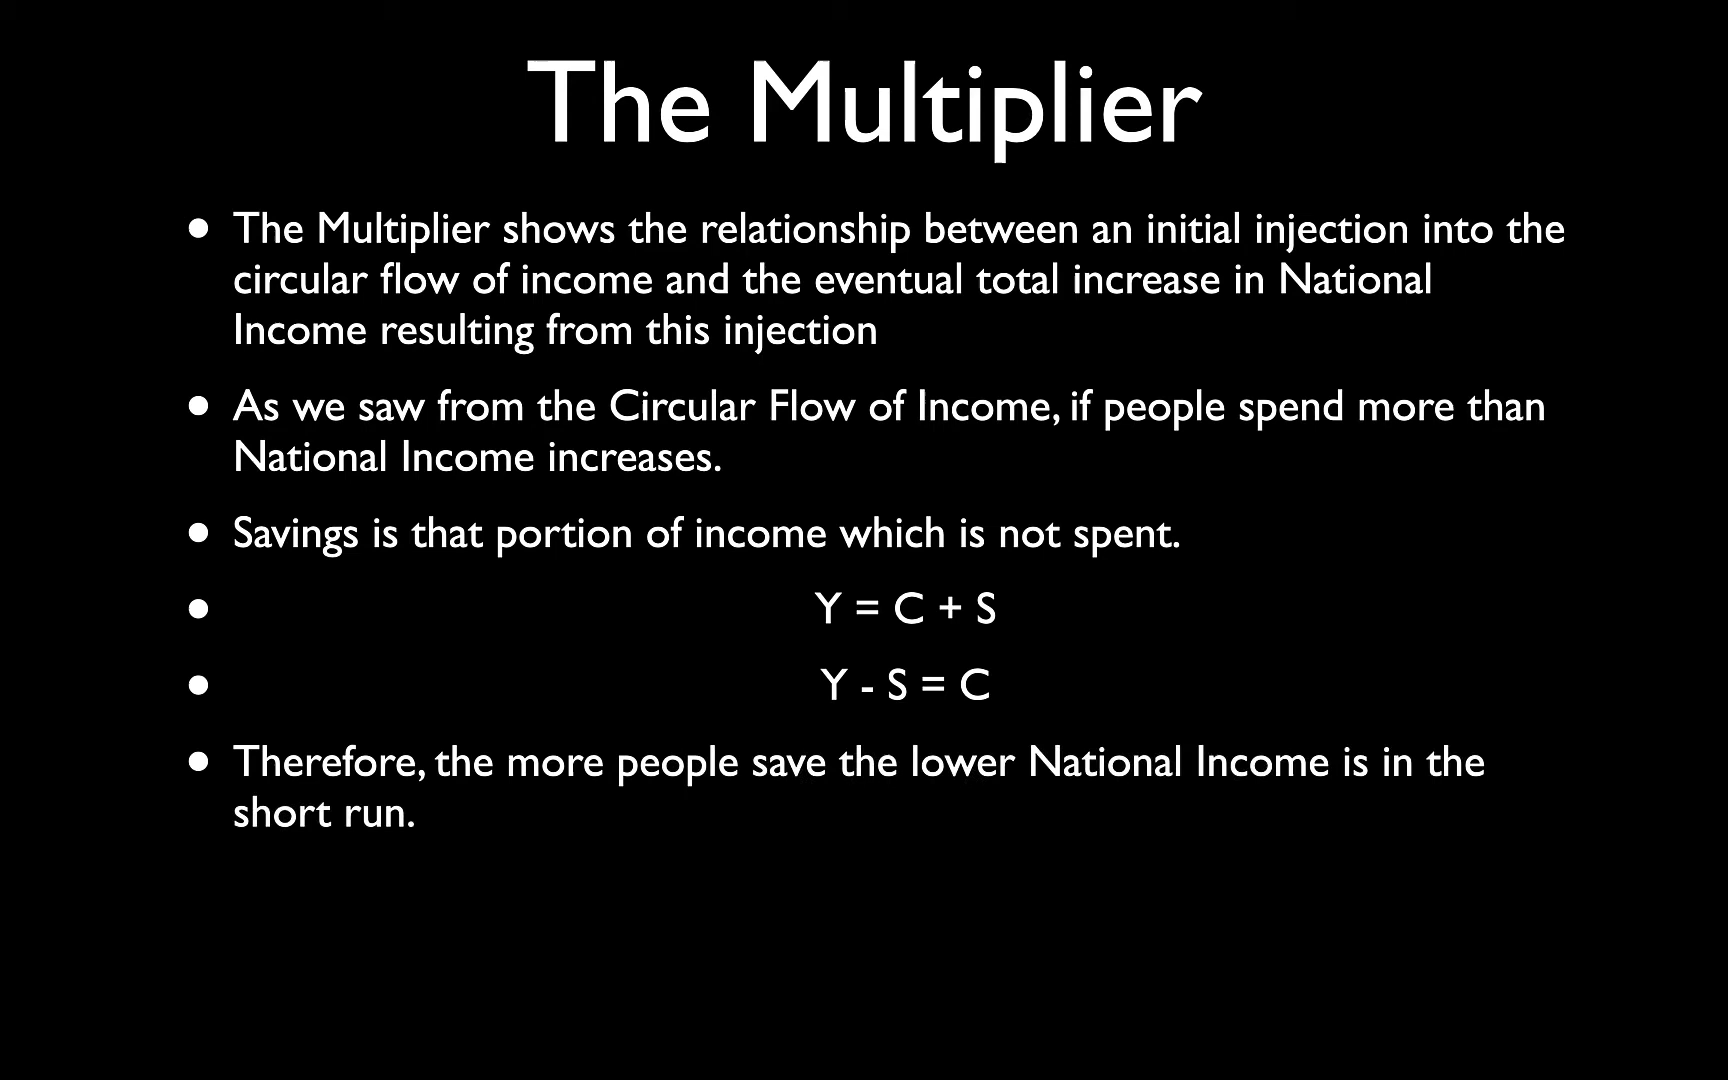 The Multiplier
• The Multiplier shows the relationship between an initial injection into the
circular flow of income and the eventual total increase in National
Income resulting from this injection
• As we saw from the Circular Flow of Income, if people spend more than
National Income increases.
• Savings is that portion of income which is not spent.
• Y = C + S
• Y - S = C
• Therefore, the more people save the lower National Income is in the
short run.